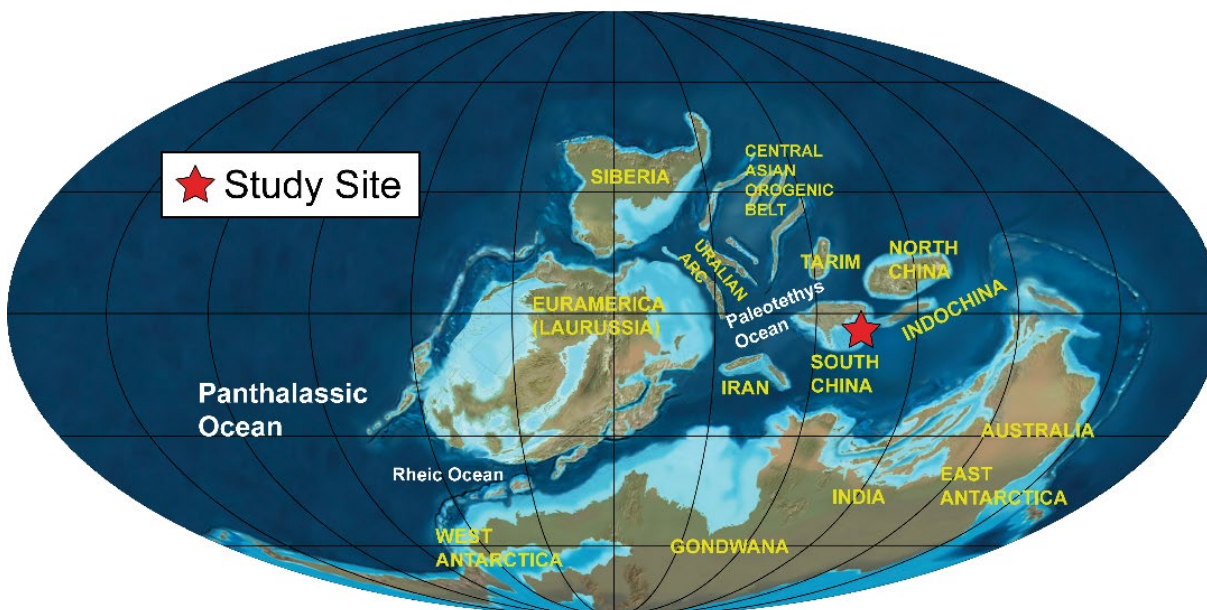 Study Site
SIBERIA
CENTRAL
ASIAN
OROGENIC
BELT
URALIAN
ARC
TARIM
NORTH
CHINA
EURAMERICA
(LAURUSSIA)
Paleotethys
Ocean
INDOCHINA
SOUTH
CHINA
IRAN
Panthalassic
Ocean
Rheic Ocean
AUSTRALIA
INDIA
EAST
ANTARCTICA
WEST
ANTARCTICA
GONDWANA